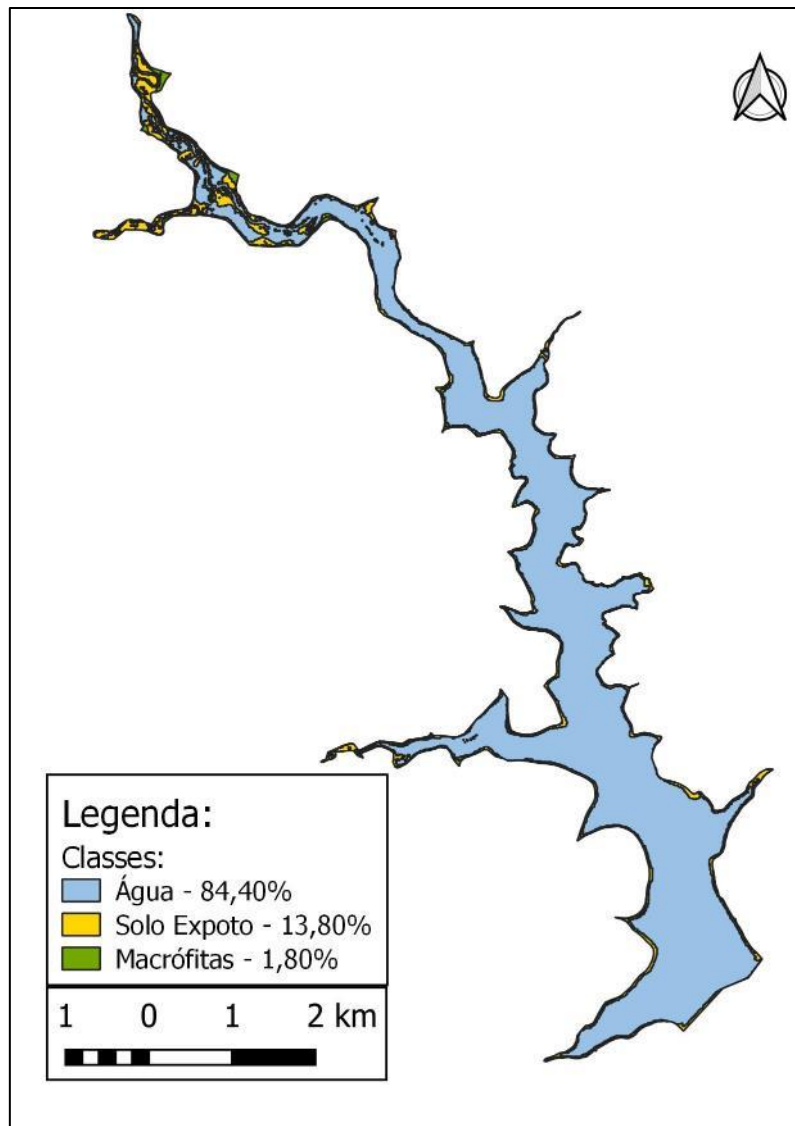 Legenda:
Classes:
Água - 84,40%
Solo Expoto - 13,80%
Macrófitas - 1,80%
1 0 1 2 km